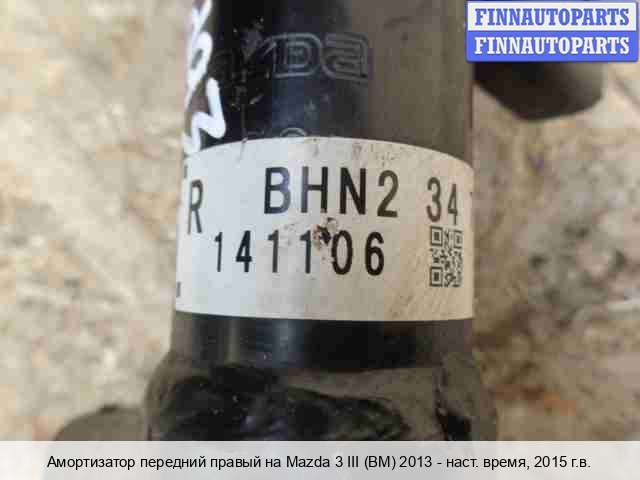 FINNAUTOPARTS
FINNAUTOPARTS
R BHN2 34
141106
Амортизатор передний правый на Mazda 3 III (BM) 2013 - наст. время, 2015 г.в.